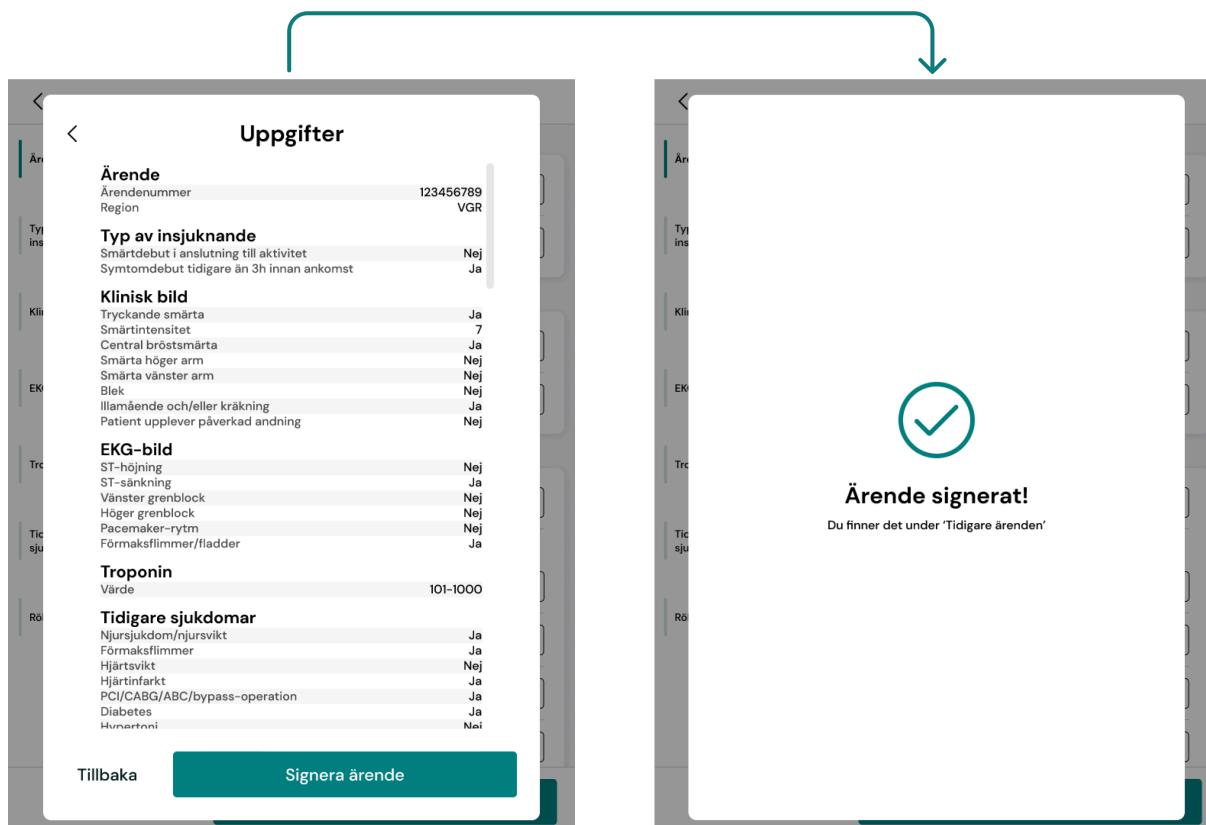 Uppgifter
Ärende
Ärendenummer 123456789
Region VGR
Typ av insjuknande
Smärtdebut i anslutning till aktivitet Nej
Symtomdebut tidigare än 3h innan ankomst Ja
Klinisk bild
Tryckande smärta Ja
Smärtintensitet 7
Central bröstsmärta Ja
Smärta höger arm Nej
Smärta vänster arm Nej
Blek Nej
Illamående och/eller kräkning Ja
Patient upplever påverkad andning Nej
EKG-bild
ST-höjning Nej
ST-sänkning Ja
Vänster grenblock Nej
Höger grenblock Nej
Pacemaker-rytm Nej
Förmaksflimmer/fladder Ja
Troponin
Värde 101-1000
Tidigare sjukdomar
Njursjukdom/njursvikt Ja
Förmaksflimmer Ja
Hjärtsvikt Nej
Hjärtinfarkt Ja
PCI/CABG/ABC/bypass-operation Ja
Diabetes Ja
Hypertoni Nej
Tillbaka
Signera ärende
Ärende signerat!
Du finner det under 'Tidigare ärenden'